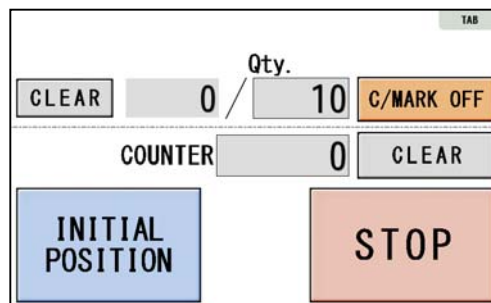 TAB
Qty.
CLEAR 0 / 10 C/MARK OFF
COUNTER 0 CLEAR
INITIAL
POSITION
STOP